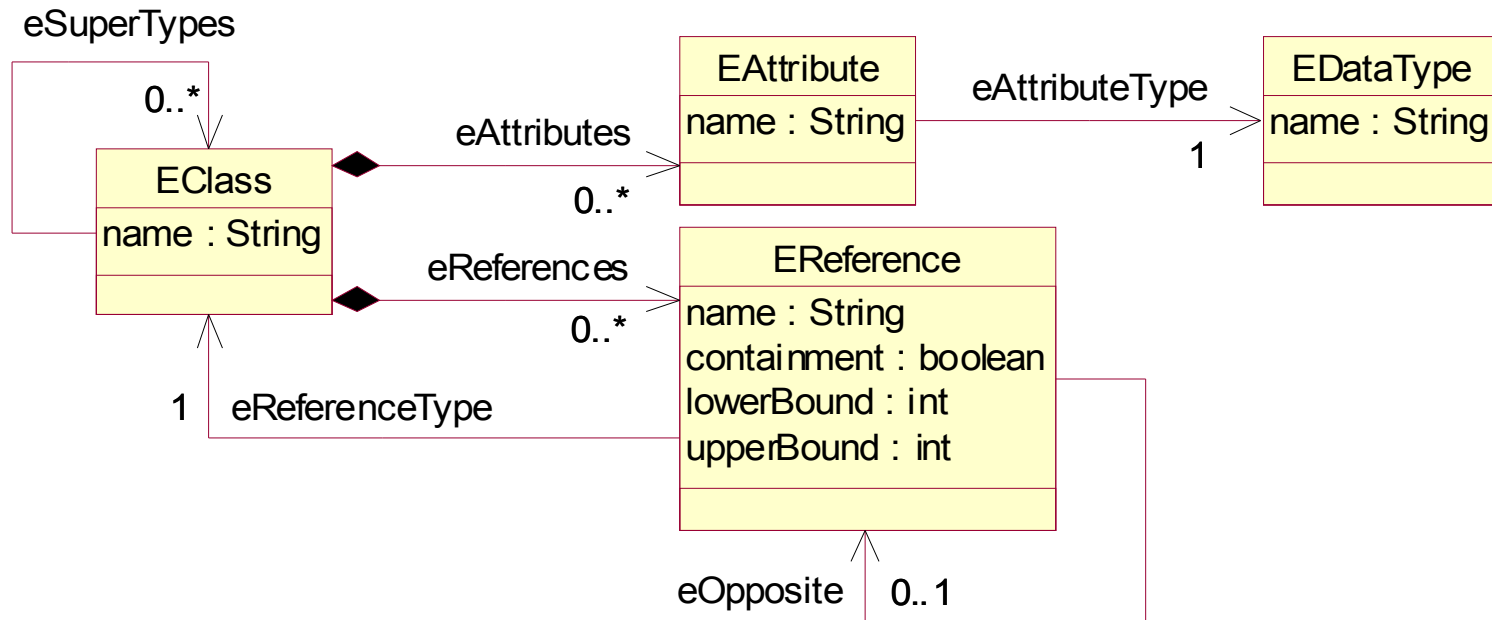 eSuperTypes
0..*
EClass
name : String
eAttributes
0..*
EAttribute
name : String
eAttributeType
1
EDataType
name : String
eReferences
0..*
EReference
name : String
containment : boolean
lowerBound : int
upperBound : int
1 eReferenceType
eOpposite 0..1